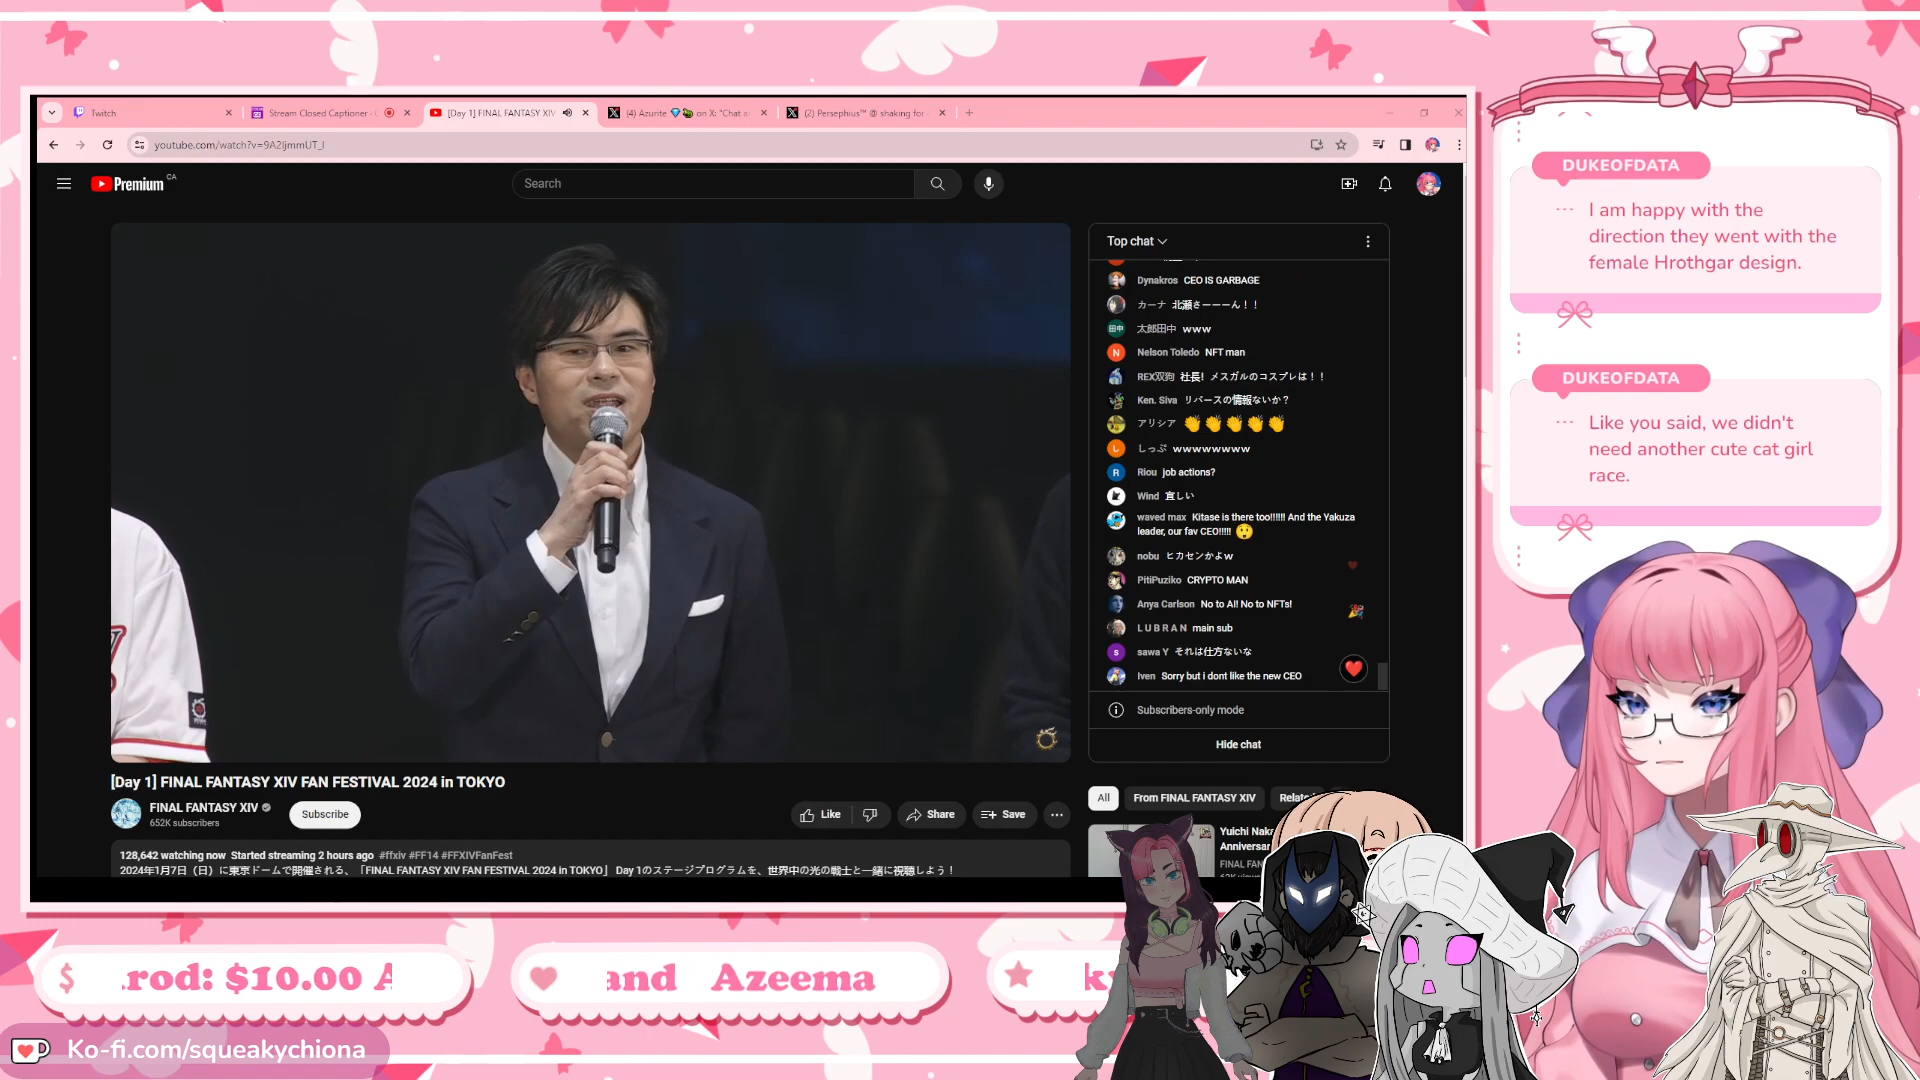 Twitch
Stream Closed Captioner -
[Day 1] FINAL FANTASY XIV
(4) Azurite 💎🐲 on X: "Chat a
(2) Persephius™ @ shaking for
youtube.com/watch?v=9A2ljmmUT_I
Premium CA
Search
Top chat
Dynakros CEO IS GARBAGE
カーナ 北瀬さーーーん！！
太郎田中 www
Nelson Toledo NFT man
REX双狗 社長! メスガルのコスプレは！！
Ken. Siva リバースの情報ないか？
アリシア 👏👏👏👏👏
しっぷ wwwwwwwww
Riou job actions?
Wind 宜しい
waved max Kitase is there too!!!!!! And the Yakuza
leader, our fav CEO!!!!! 😲
nobu ヒカセンかよw
PitiPuziko CRYPTO MAN
Anya Carlson No to AI! No to NFTs!
L U B R A N main sub
sawa Y それは仕方ないな
Iven Sorry but i dont like the new CEO
Subscribers-only mode
Hide chat
[Day 1] FINAL FANTASY XIV FAN FESTIVAL 2024 in TOKYO
FINAL FANTASY XIV
652K subscribers
Subscribe
Like
Share
Save
All
From FINAL FANTASY XIV
Relate
128,642 watching now Started streaming 2 hours ago #ffxiv #FF14 #FFXIVFanFest
2024年1月7日（日）に東京ドームで開催される、「FINAL FANTASY XIV FAN FESTIVAL 2024 in TOKYO」 Day 1のステージプログラムを、世界中の光の戦士と一緒に視聴しよう！
Yuichi Naka
Anniversar
FINAL FAN
DUKEOFDATA
I am happy with the
direction they went with the
female Hrothgar design.
DUKEOFDATA
Like you said, we didn't
need another cute cat girl
race.
rod: $10.00 A
and Azeema
k
Ko-fi.com/squeakychiona